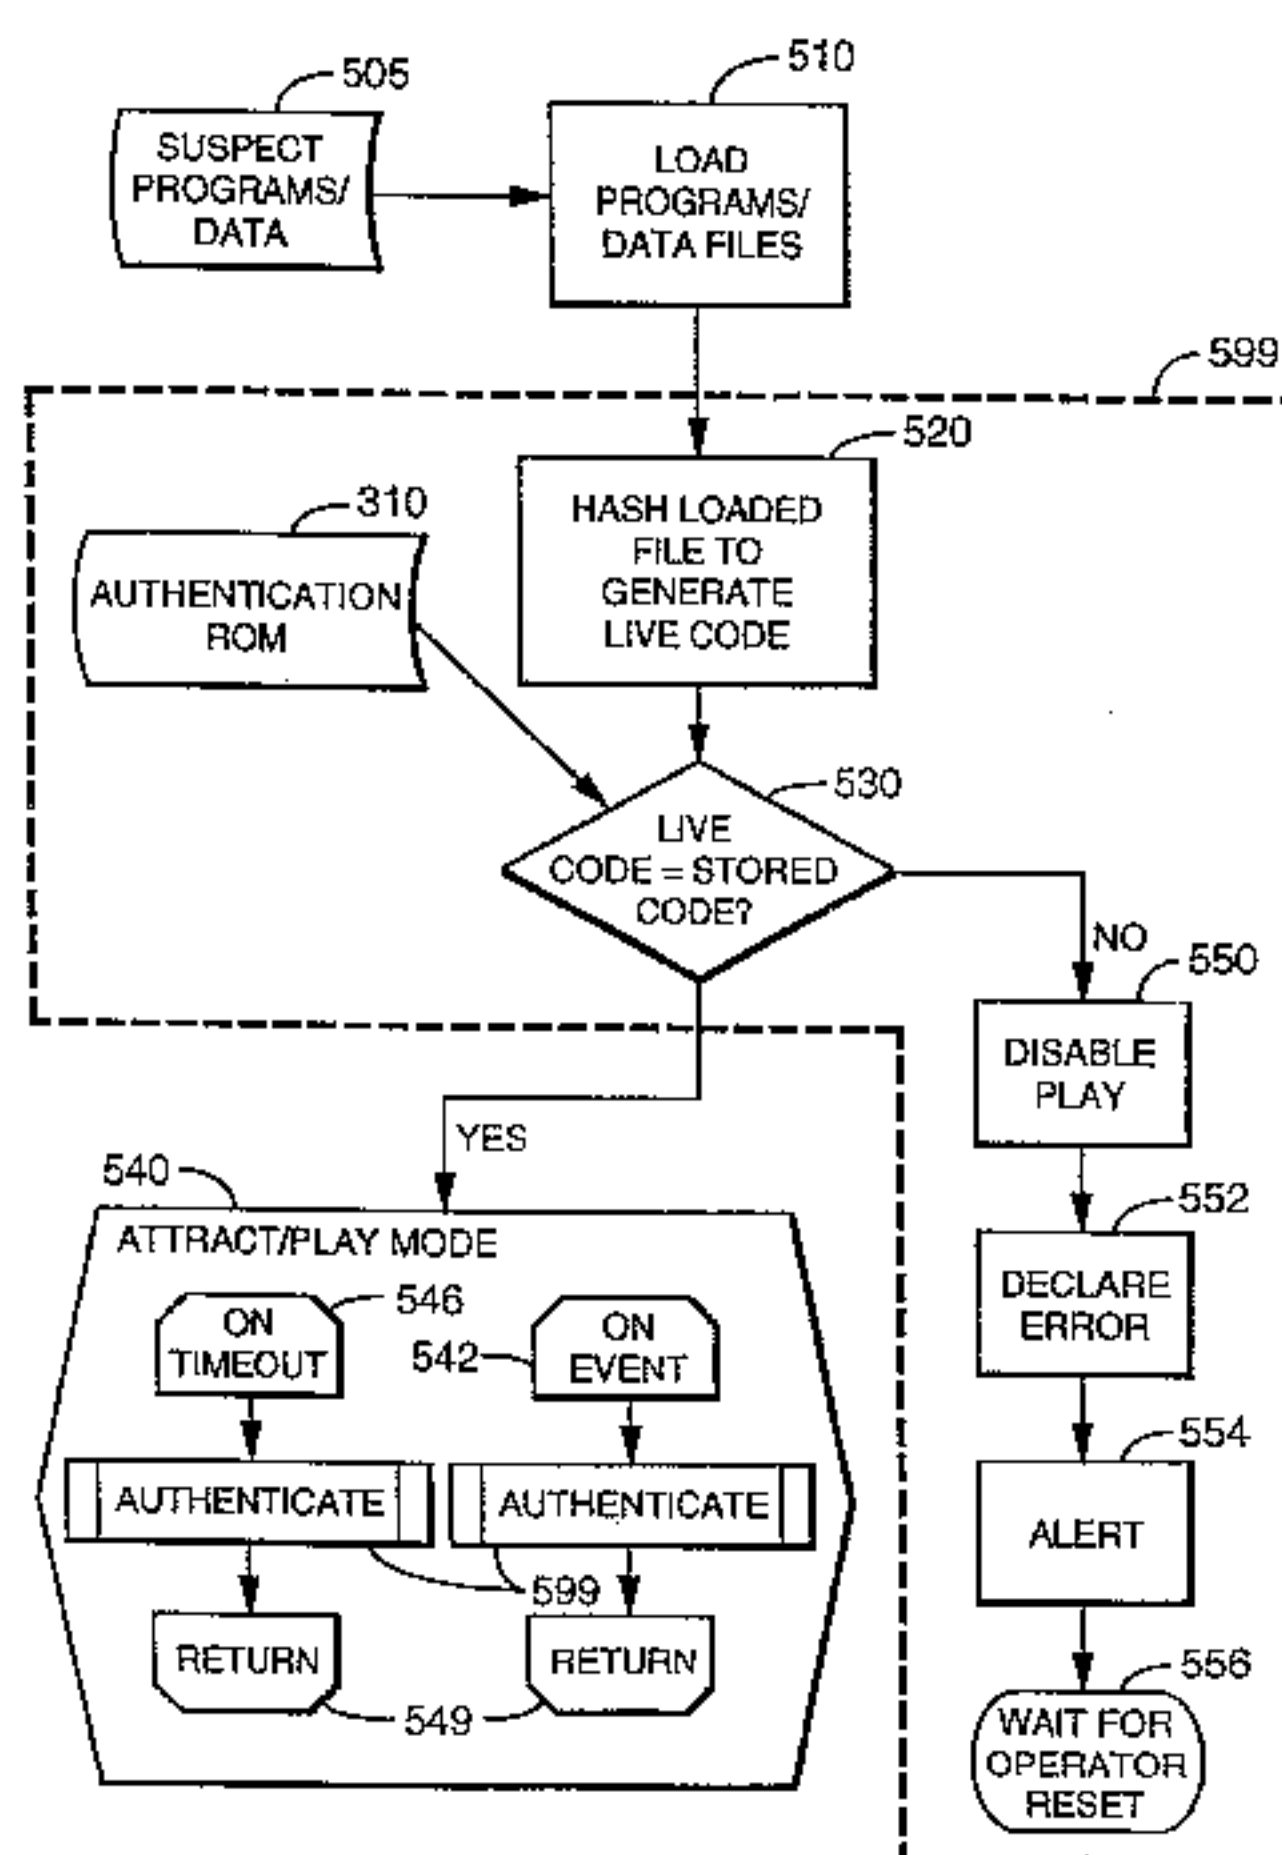 505
SUSPECT
PROGRAMS/
DATA
510
LOAD
PROGRAMS/
DATA FILES
599
520
HASH LOADED
FILE TO
GENERATE
LIVE CODE
310
AUTHENTICATION
ROM
530
LIVE
CODE = STORED
CODE?
NO
550
DISABLE
PLAY
YES
540
ATTRACT/PLAY MODE
546
ON
TIMEOUT
542
ON
EVENT
AUTHENTICATE
AUTHENTICATE
599
RETURN
RETURN
549
552
DECLARE
ERROR
554
ALERT
556
WAIT FOR
OPERATOR
RESET